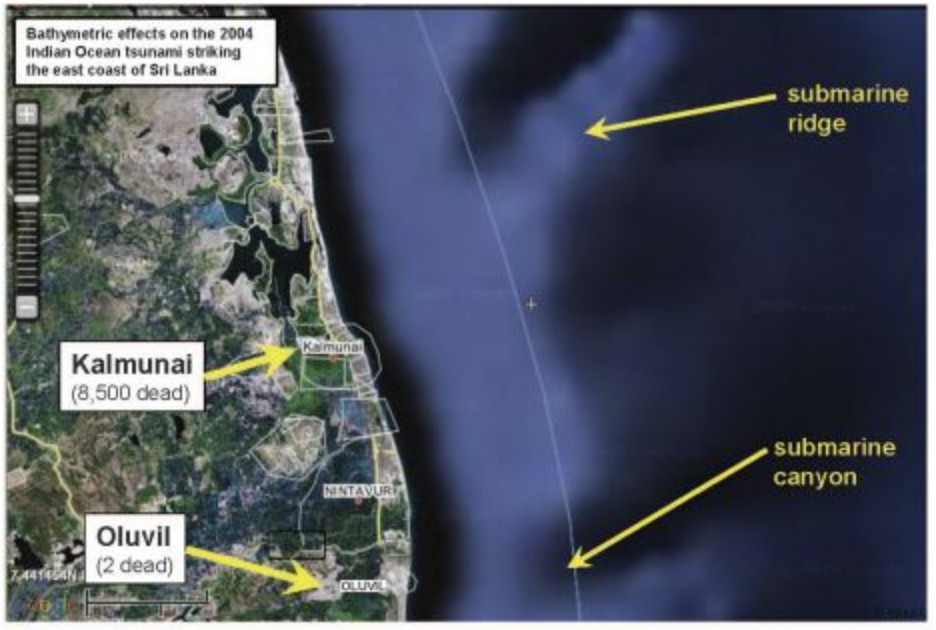 Bathymetric effects on the 2004
Indian Ocean tsunami striking
the east coast of Sri Lanka
submarine
ridge
Kalmunai
(8,500 dead)
Kalmunai
submarine
canyon
NINTAVUR
Oluvil
(2 dead)
OLUVIL